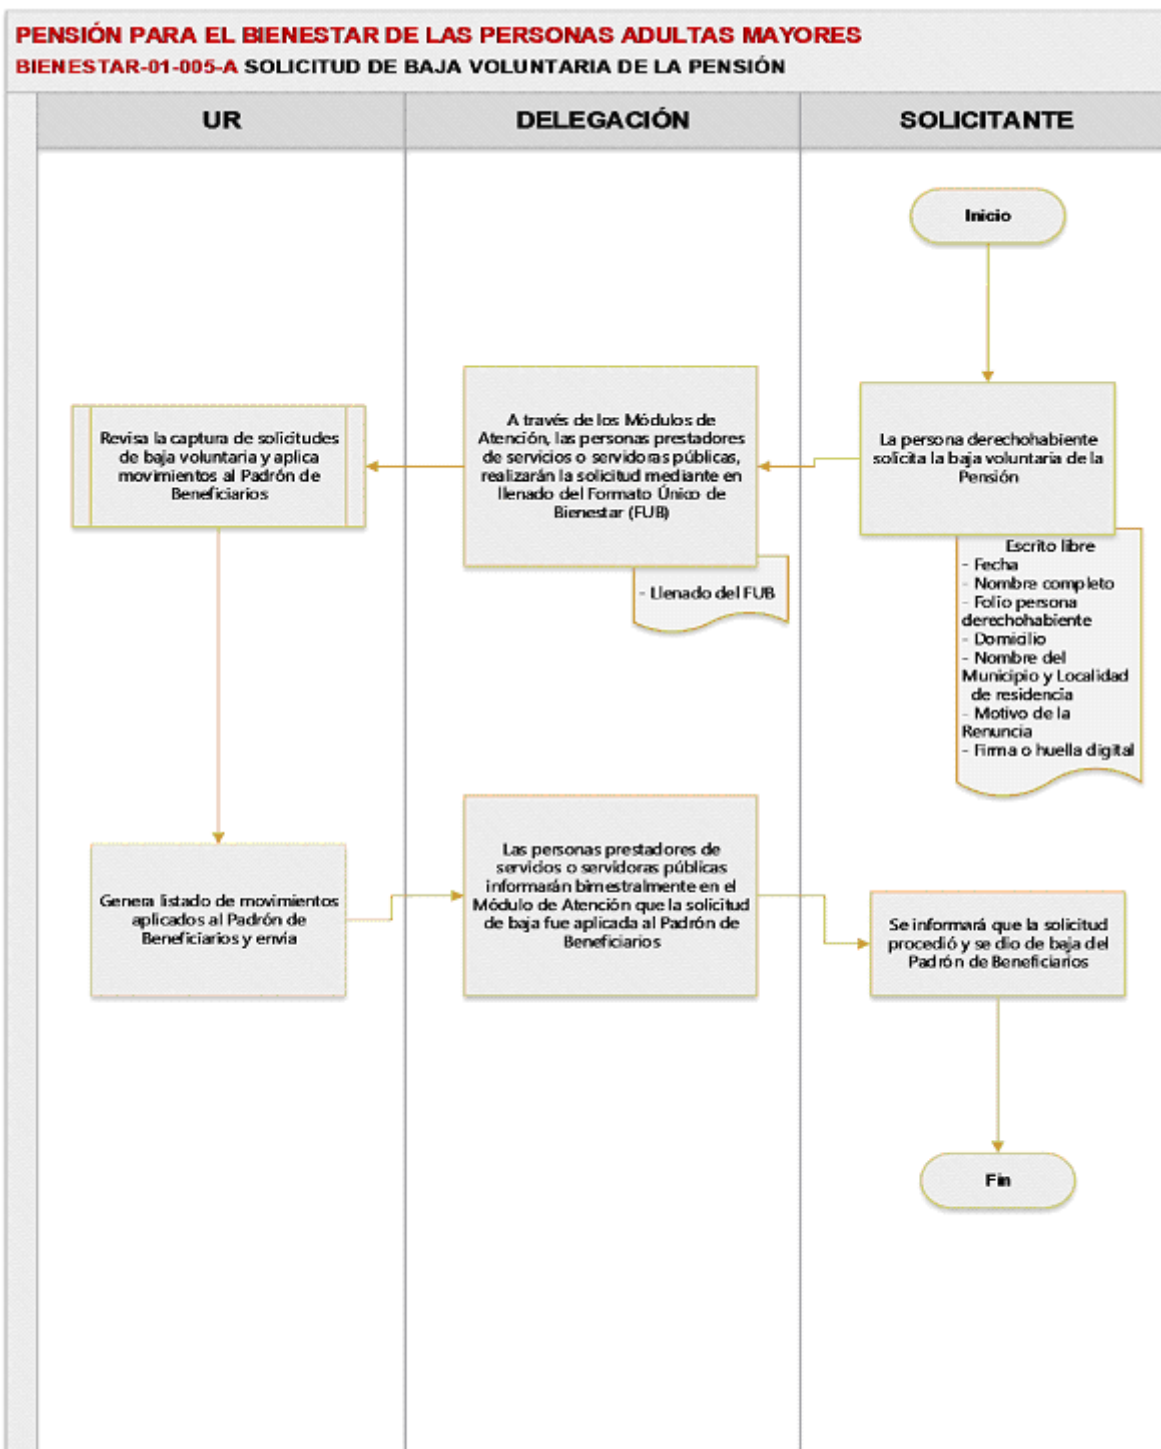 PENSIÓN PARA EL BIENESTAR DE LAS PERSONAS ADULTAS MAYORES
BIENESTAR-01-005-A SOLICITUD DE BAJA VOLUNTARIA DE LA PENSIÓN
UR
DELEGACIÓN
SOLICITANTE
Inicio
La persona derechohabiente
solicita la baja voluntaria de la
Pensión
Escrito libre
- Fecha
- Nombre completo
- Folio persona
derechohabiente
- Domicilio
- Nombre del
Municipio y Localidad
de residencia
- Motivo de la
Renuncia
- Firma o huella digital
A través de los Módulos de
Atención, las personas prestadores
de servicios o servidoras públicas,
realizarán la solicitud mediante en
llenado del Formato Único de
Bienestar (FUB)
- Llenado del FUB
Revisa la captura de solicitudes
de baja voluntaria y aplica
movimientos al Padrón de
Beneficiarios
Genera listado de movimientos
aplicados al Padrón de
Beneficiarios y envía
Las personas prestadores de
servicios o servidoras públicas
informarán bimestralmente en el
Módulo de Atención que la solicitud
de baja fue aplicada al Padrón de
Beneficiarios
Se informará que la solicitud
procedió y se dio de baja del
Padrón de Beneficiarios
Fin